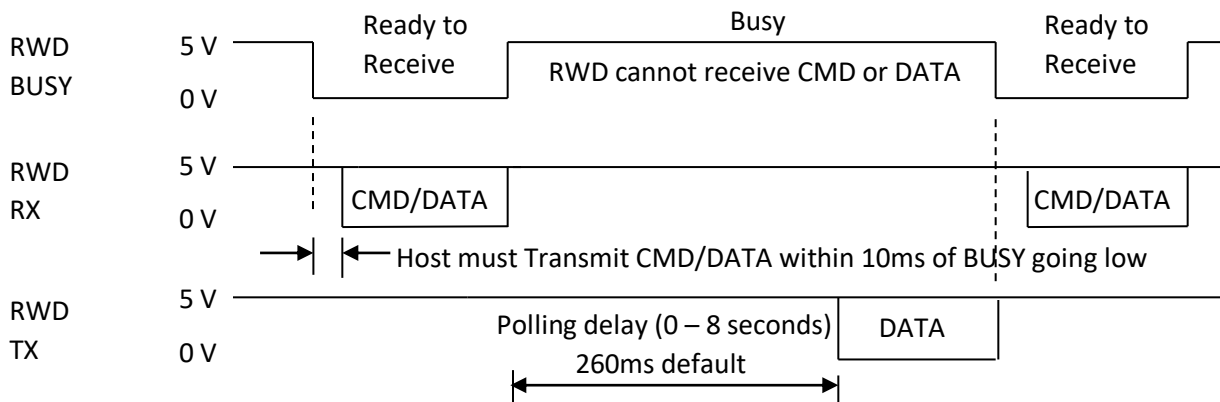 RWD
BUSY
5 V
0 V
Ready to
Receive
Busy
RWD cannot receive CMD or DATA
Ready to
Receive
RWD
RX
5 V
0 V
CMD/DATA
CMD/DATA
Host must Transmit CMD/DATA within 10ms of BUSY going low
RWD
TX
5 V
0 V
Polling delay (0 – 8 seconds)
260ms default
DATA